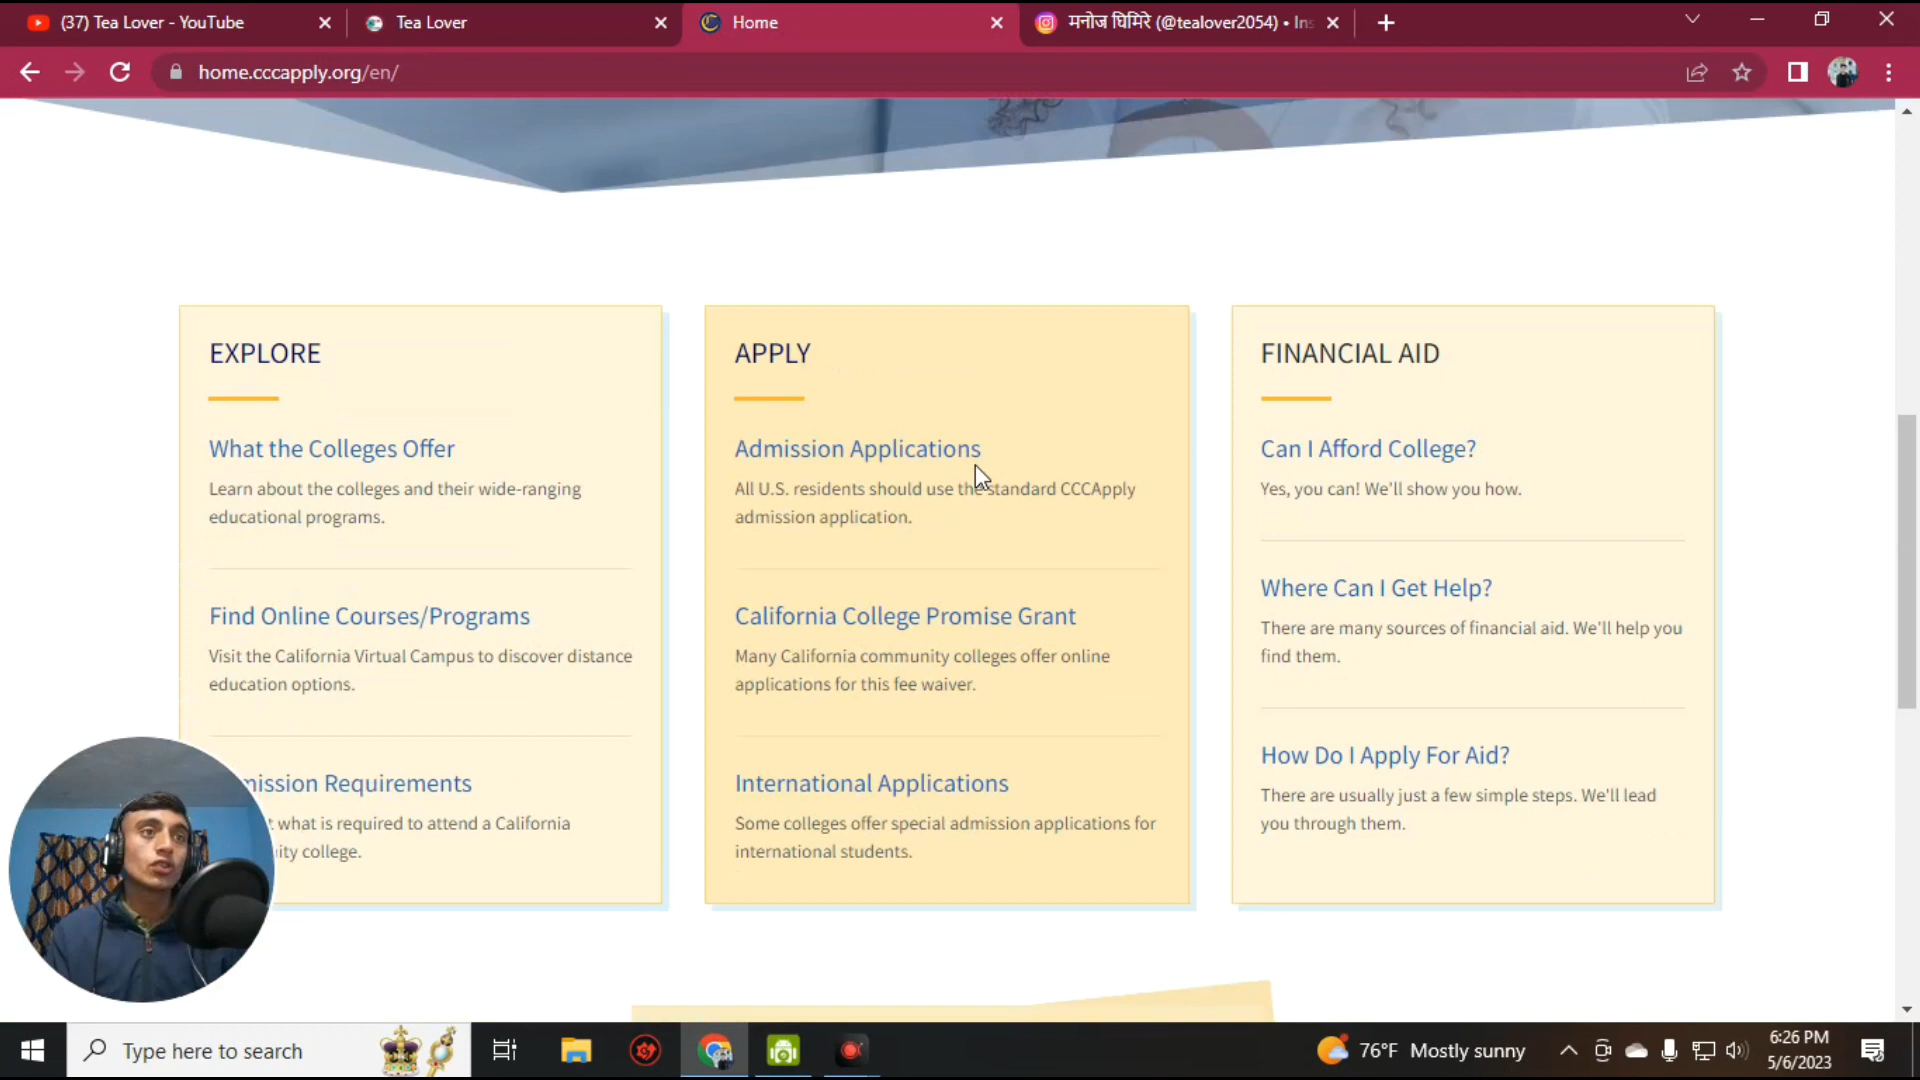 (37) Tea Lover - YouTube
Tea Lover
Home
मनोज घिमिरे (@tealover2054) • Ins
home.cccapply.org/en/
EXPLORE
What the Colleges Offer
Learn about the colleges and their wide-ranging
educational programs.
Find Online Courses/Programs
Visit the California Virtual Campus to discover distance
education options.
mission Requirements
t what is required to attend a California
ity college.
APPLY
Admission Applications
All U.S. residents should use the standard CCCApply
admission application.
California College Promise Grant
Many California community colleges offer online
applications for this fee waiver.
International Applications
Some colleges offer special admission applications for
international students.
FINANCIAL AID
Can I Afford College?
Yes, you can! We'll show you how.
Where Can I Get Help?
There are many sources of financial aid. We'll help you
find them.
How Do I Apply For Aid?
There are usually just a few simple steps. We'll lead
you through them.
Type here to search
76°F Mostly sunny
6:26 PM
5/6/2023